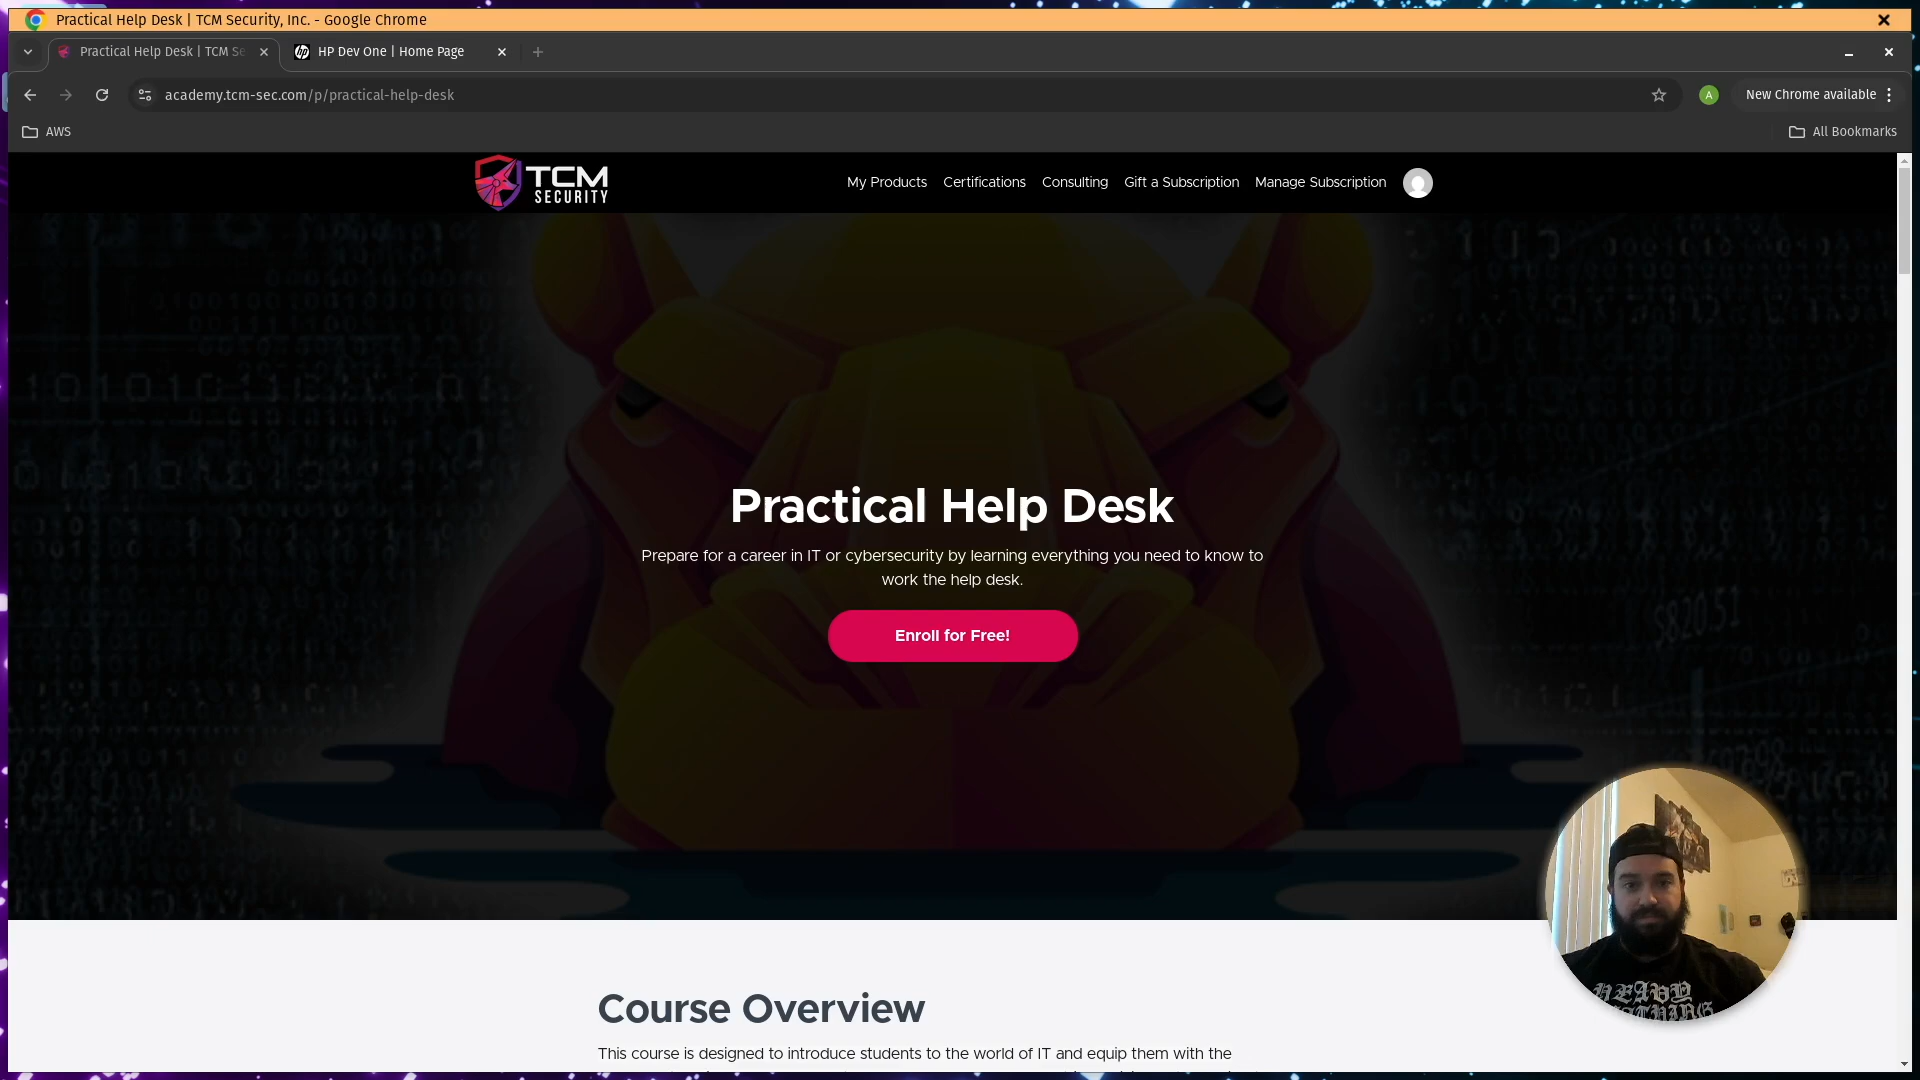 Practical Help Desk | TCM Security, Inc. - Google Chrome
Practical Help Desk | TCM Se
HP Dev One | Home Page
academy.tcm-sec.com/p/practical-help-desk
A
New Chrome available
AWS
All Bookmarks
TCM
SECURITY
My Products
Certifications
Consulting
Gift a Subscription
Manage Subscription
Practical Help Desk
Prepare for a career in IT or cybersecurity by learning everything you need to know to
work the help desk.
Enroll for Free!
HEAVY
Course Overview
This course is designed to introduce students to the world of IT and equip them with the